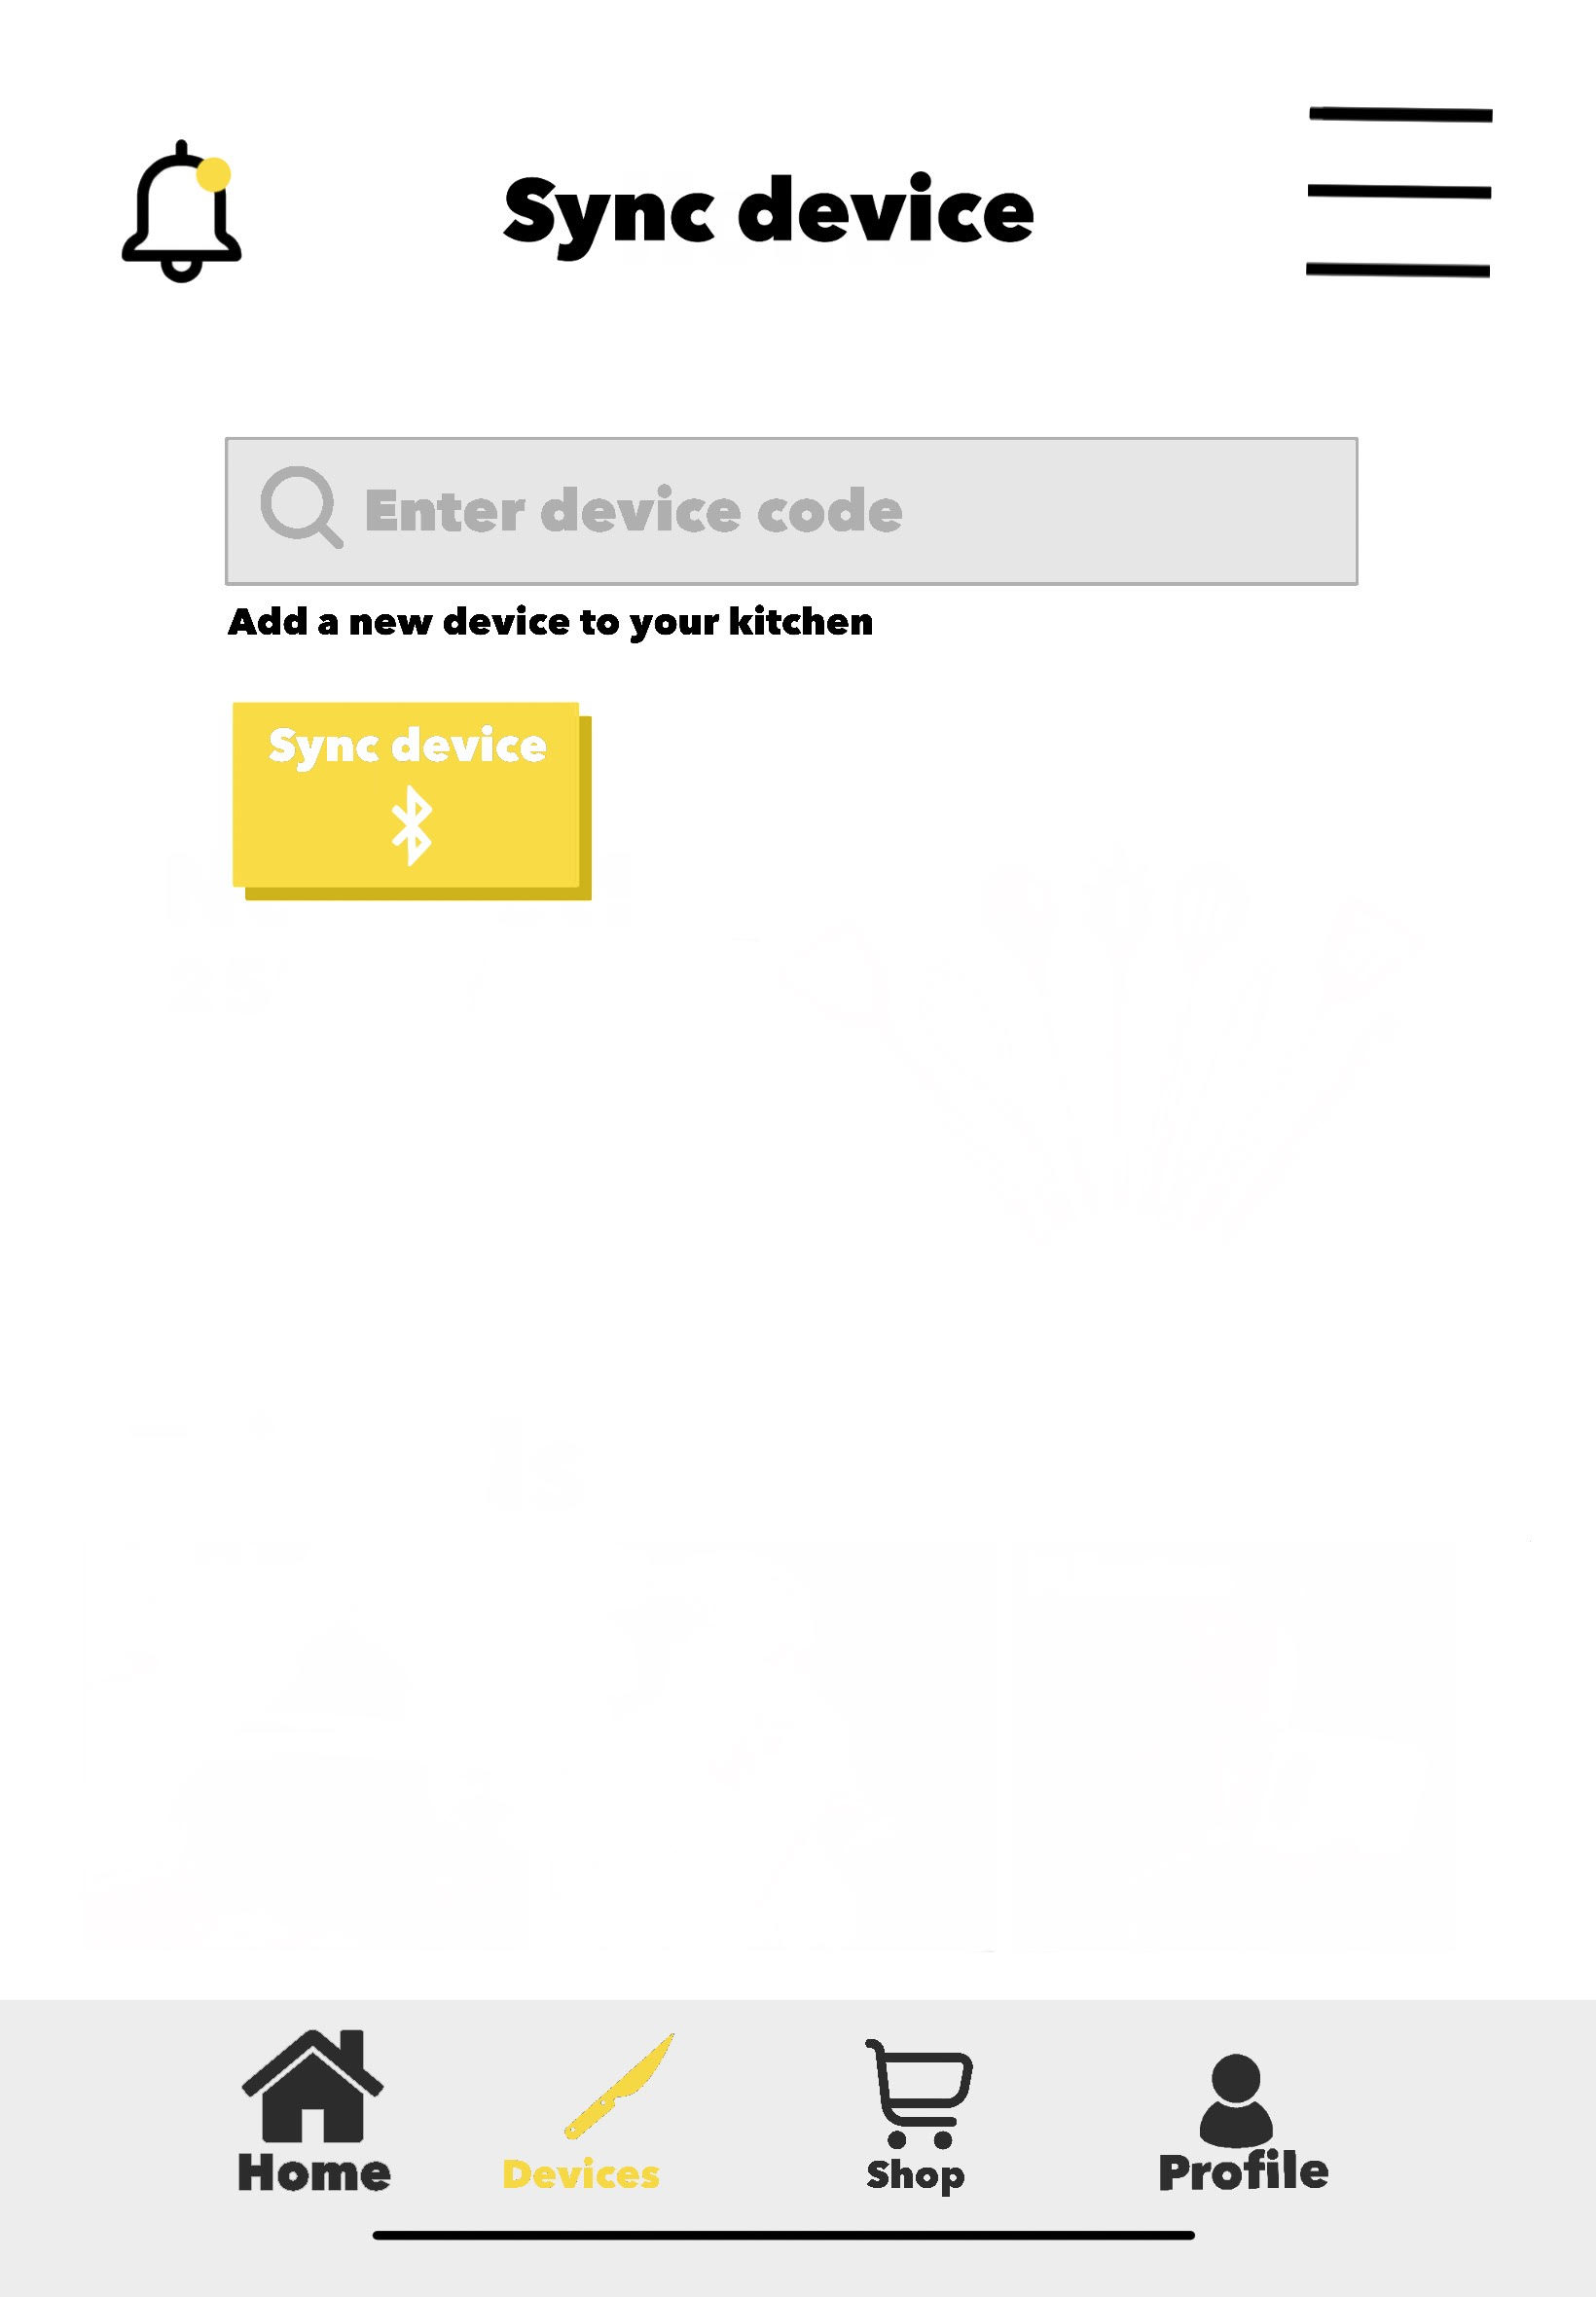 Sync device
Enter device code
Add a new device to your kitchen
Sync device
Home
Devices
Shop
Profile